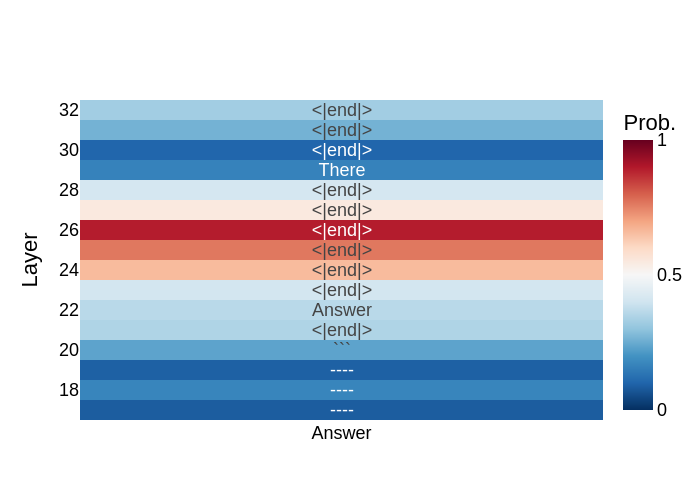 32 <|end|>
<|end|>
Prob.
30 <|end|> 1
There
28 <|end|>
<|end|>
26 <|end|>
<|end|>
24 <|end|> 0.5
<|end|>
22 Answer
<|end|>
20 ```
----
18 ----
---- 0
Answer
Layer